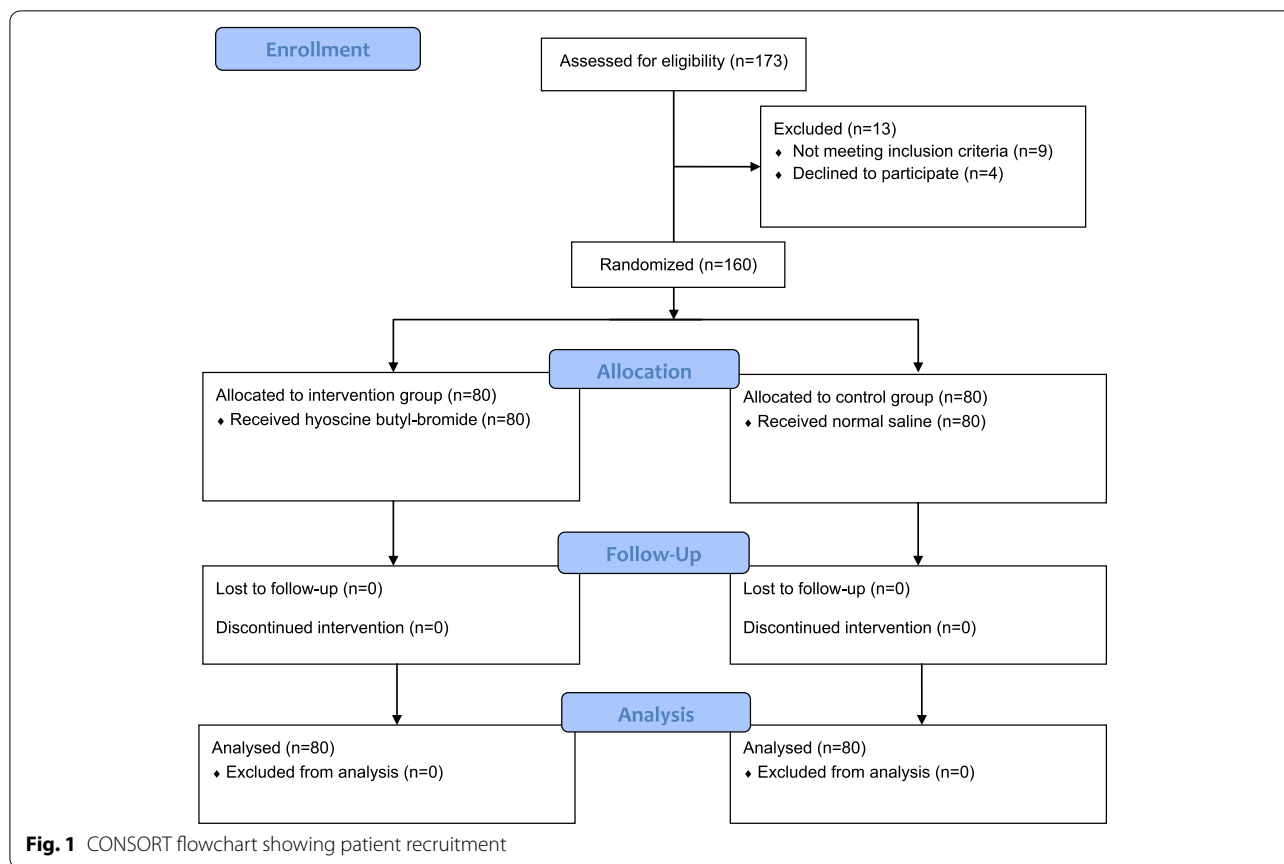 Enrollment
Assessed for eligibility (n=173)
Excluded (n=13)
♦ Not meeting inclusion criteria (n=9)
♦ Declined to participate (n=4)
Randomized (n=160)
Allocation
Allocated to intervention group (n=80)
♦ Received hyoscine butyl-bromide (n=80)
Allocated to control group (n=80)
♦ Received normal saline (n=80)
Follow-Up
Lost to follow-up (n=0)
Discontinued intervention (n=0)
Lost to follow-up (n=0)
Discontinued intervention (n=0)
Analysis
Analysed (n=80)
♦ Excluded from analysis (n=0)
Analysed (n=80)
♦ Excluded from analysis (n=0)
Fig. 1 CONSORT flowchart showing patient recruitment